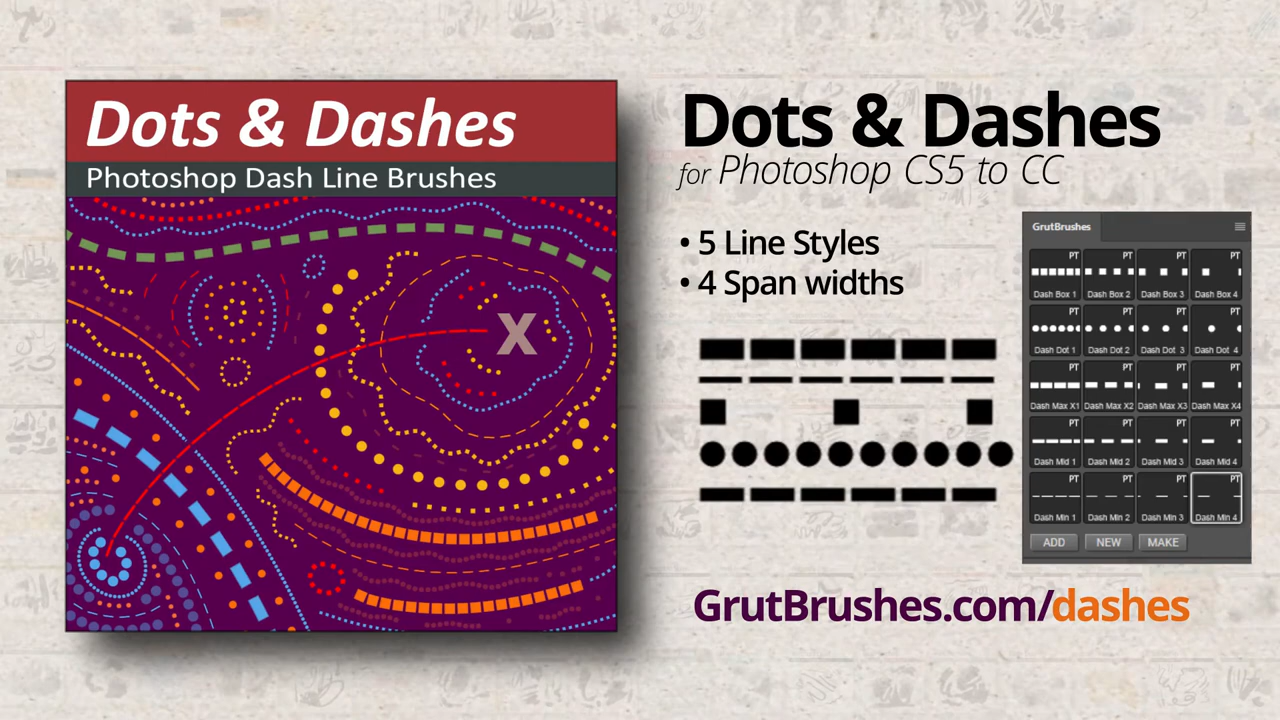 Dots & Dashes
Photoshop Dash Line Brushes
X
Dots & Dashes
for Photoshop CS5 to CC
• 5 Line Styles
• 4 Span widths
GrutBrushes
PT PT PT PT
Dash Box 1 Dash Box 2 Dash Box 3 Dash Box 4
PT PT PT PT
Dash Dot 1 Dash Dot 2 Dash Dot 3 Dash Dot 4
PT PT PT PT
Dash Max X1 Dash Max X2 Dash Max X3 Dash Max X4
PT PT PT PT
Dash Mid 1 Dash Mid 2 Dash Mid 3 Dash Mid 4
PT PT PT PT
Dash Min 1 Dash Min 2 Dash Min 3 Dash Min 4
ADD NEW MAKE
GrutBrushes.com/dashes